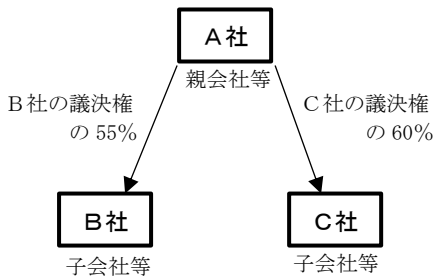 A社
親会社等
B社の議決権
の 55%
C社の議決権
の 60%
B社
C社
子会社等
子会社等